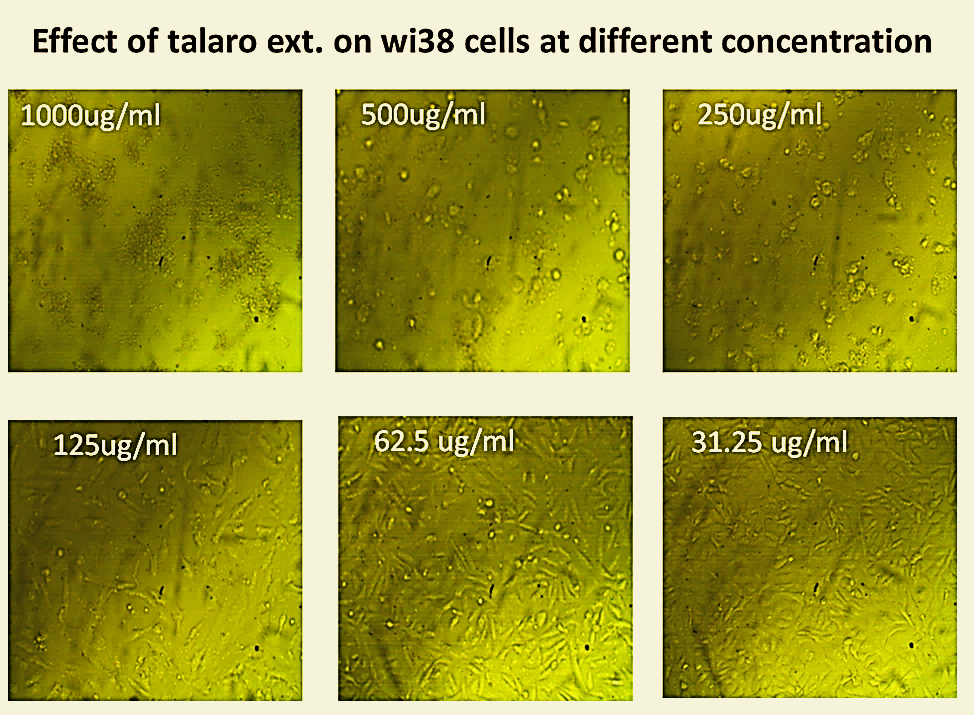 Effect of talaro ext. on wi38 cells at different concentration
1000ug/ml
500ug/ml
250ug/ml
125ug/ml
62.5 ug/ml
31.25 ug/ml